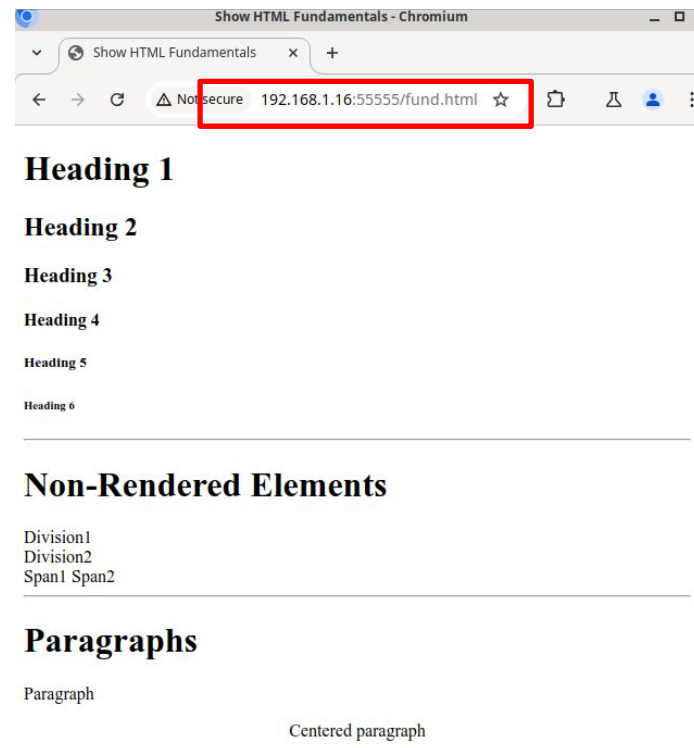 Show HTML Fundamentals - Chromium
Show HTML Fundamentals
Not secure 192.168.1.16:55555/fund.html
Heading 1
Heading 2
Heading 3
Heading 4
Heading 5
Heading 6
Non-Rendered Elements
Division1
Division2
Span1 Span2
Paragraphs
Paragraph
Centered paragraph